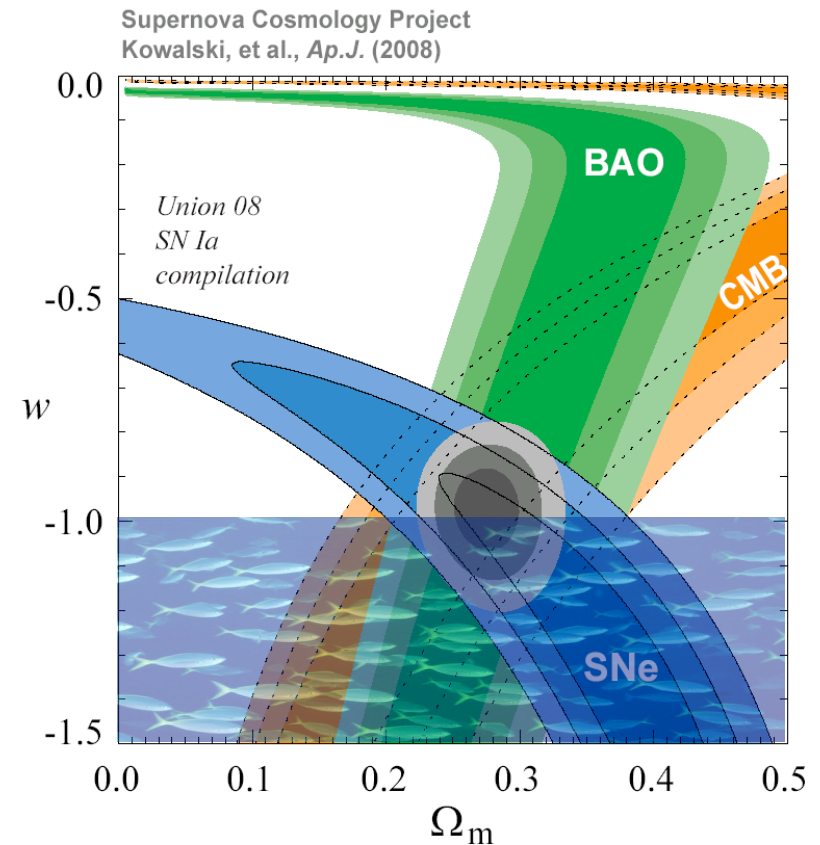 Supernova Cosmology Project
Kowalski, et al., Ap.J. (2008)
0.0
BAO
Union 08
SN Ia
compilation
CMB
-0.5
w
-1.0
SNe
-1.5
0.0 0.1 0.2 0.3 0.4 0.5
Ωm